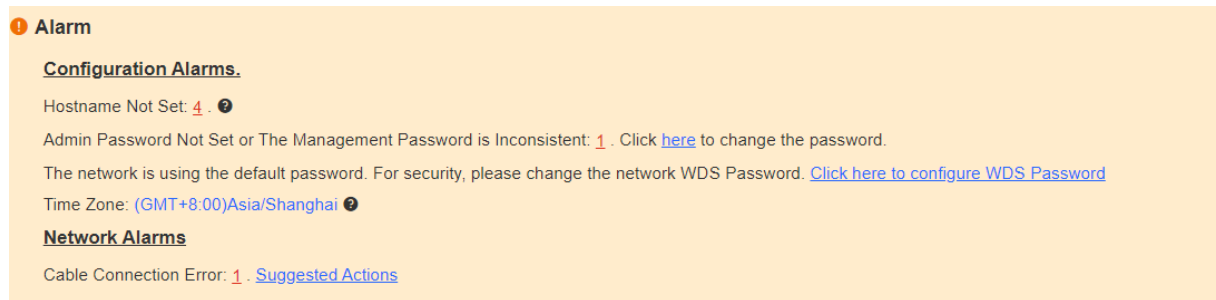 Alarm
Configuration Alarms.
Hostname Not Set: 4 .
Admin Password Not Set or The Management Password is Inconsistent: 1 . Click here to change the password.
The network is using the default password. For security, please change the network WDS Password. Click here to configure WDS Password
Time Zone: (GMT+8:00)Asia/Shanghai
Network Alarms
Cable Connection Error: 1 . Suggested Actions